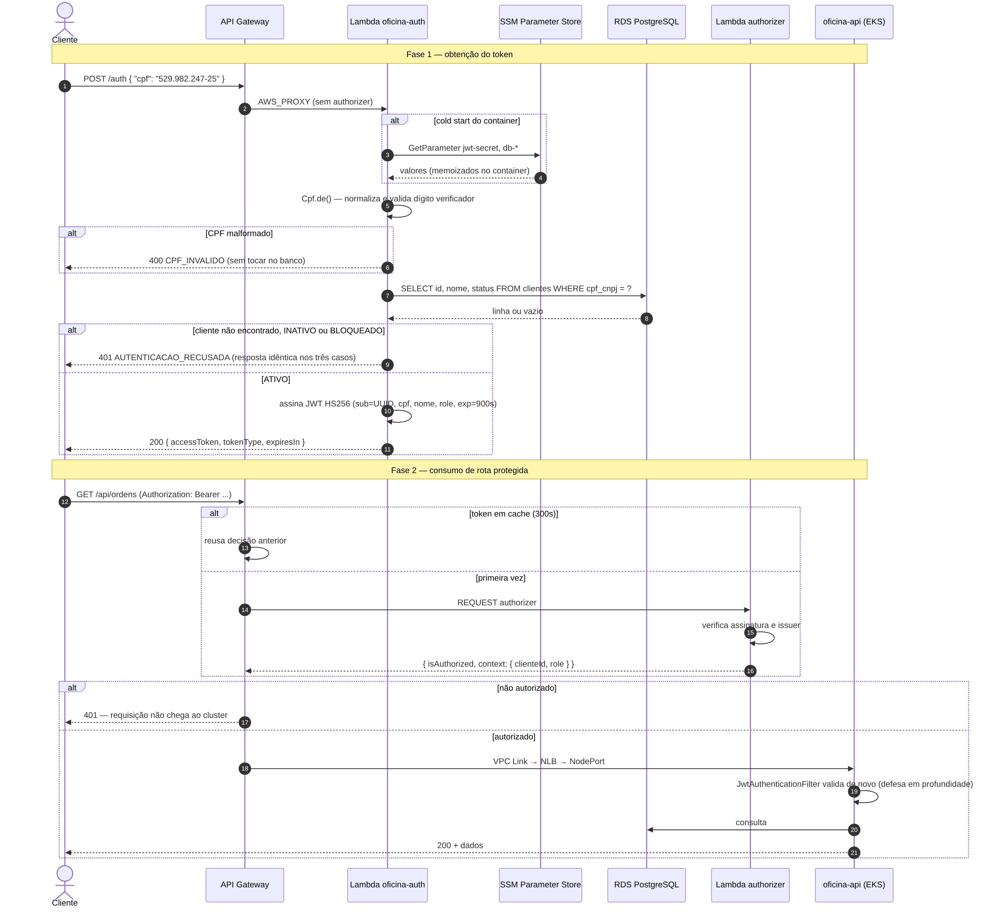 Cliente
API Gateway
Lambda oficina-auth
SSM Parameter Store
RDS PostgreSQL
Lambda authorizer
oficina-api (EKS)
Fase 1 — obtenção do token
1
POST /auth { "cpf": "529.982.247-25" }
2
AWS_PROXY (sem authorizer)
alt
[cold start do container]
3
GetParameter jwt-secret, db-*
valores (memoizados no container)
4
Cpf.de() — normaliza e valida dígito verificador
5
alt
[CPF malformado]
400 CPF_INVALIDO (sem tocar no banco)
6
7
SELECT id, nome, status FROM clientes WHERE cpf_cnpj = ?
linha ou vazio
8
alt
[cliente não encontrado, INATIVO ou BLOQUEADO]
401 AUTENTICACAO_RECUSADA (resposta idêntica nos três casos)
9
[ATIVO]
assina JWT HS256 (sub=UUID, cpf, nome, role, exp=900s)
10
200 { accessToken, tokenType, expiresIn }
11
Fase 2 — consumo de rota protegida
12
GET /api/ordens (Authorization: Bearer ...)
alt
[token em cache (300s)]
reusa decisão anterior
13
[primeira vez]
14
REQUEST authorizer
verifica assinatura e issuer
15
{ isAuthorized, context: { clienteId, role } }
16
alt
[não autorizado]
401 — requisição não chega ao cluster
17
[autorizado]
18
VPC Link → NLB → NodePort
JwtAuthenticationFilter valida de novo (defesa em profundidade)
19
consulta
20
200 + dados
21
Cliente
API Gateway
Lambda oficina-auth
SSM Parameter Store
RDS PostgreSQL
Lambda authorizer
oficina-api (EKS)